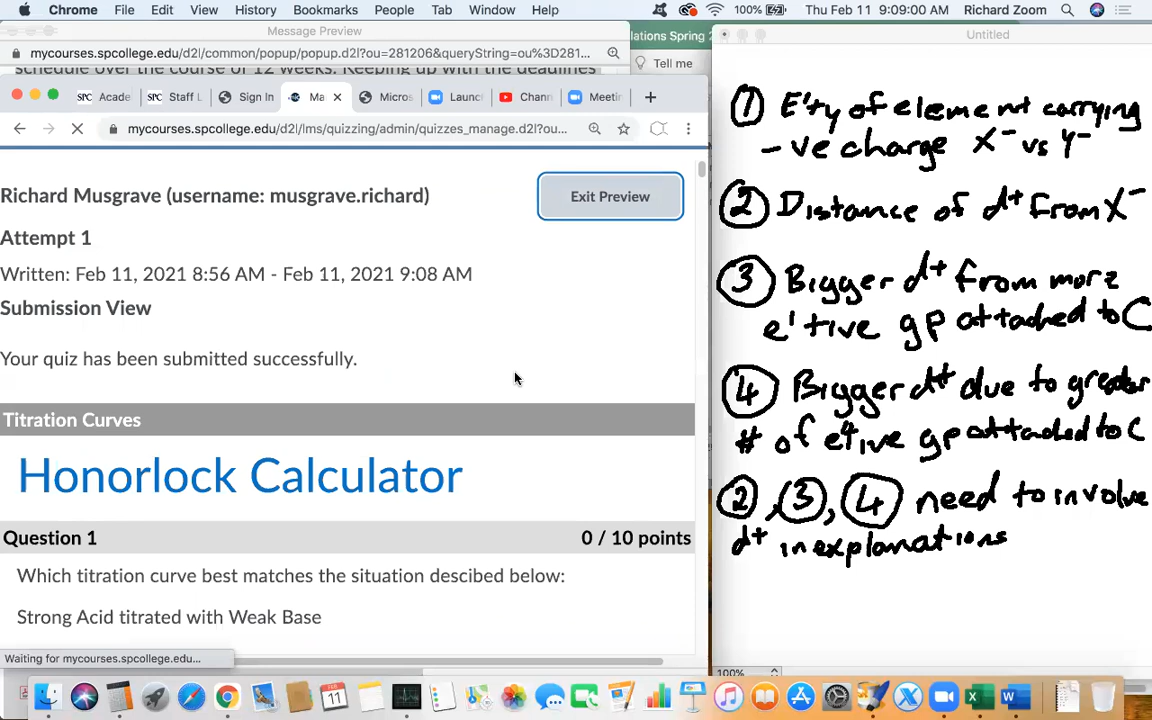 Chrome File Edit View History Bookmarks People Tab Window Help 100% Thu Feb 11 9:09:00 AM Richard Zoom
Message Preview
mycourses.spcollege.edu/d2l/common/popup/popup.d2l?ou=281206&queryString=ou%3D281...
lations Spring 2
Untitled
schedule over the course of 12 weeks. Keeping up with the deadlines
Tell me
Acade
Staff L
Sign In
Ma
Micros
Launc
Chann
Meetin
mycourses.spcollege.edu/d2l/lms/quizzing/admin/quizzes_manage.d2l?ou...
Richard Musgrave (username: musgrave.richard)
Exit Preview
Attempt 1
Written: Feb 11, 2021 8:56 AM - Feb 11, 2021 9:08 AM
Submission View
Your quiz has been submitted successfully.
Titration Curves
Honorlock Calculator
Question 1 0 / 10 points
Which titration curve best matches the situation descibed below:
Strong Acid titrated with Weak Base
Waiting for mycourses.spcollege.edu...
① E'ty of element carrying
-ve charge X⁻ vs Y⁻
② Distance of d+ from X⁻
③ Bigger d+ from more
e'tive gp attached to C
④ Bigger d+ due to greater
# of e'tive gp attached to C
②,③,④ need to involve
d+ in explanations
100%